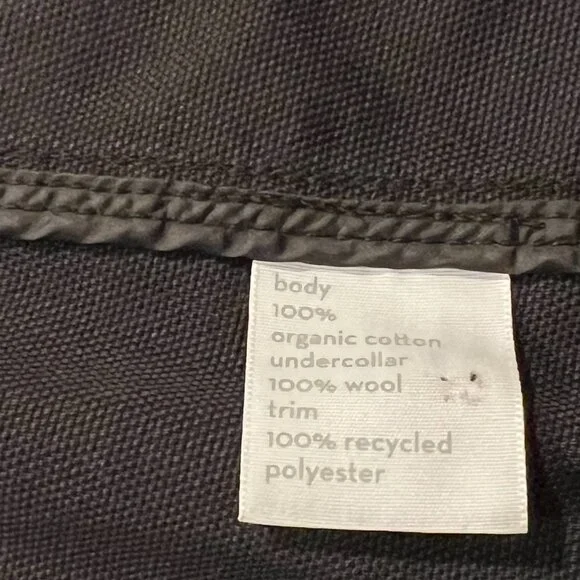 body
100%
organic cotton
undercollar
100% wool
trim
100% recycled
polyester